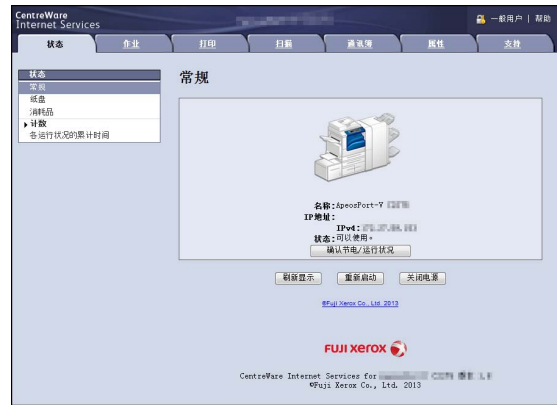 CentreWare
Internet Services
一般用户 | 帮助
状态
作业
打印
扫描
通讯簿
属性
支持
状态
常规
纸盘
消耗品
计数
各运行状况的累计时间
常规
名称:ApeosPort-V
IP地址:
IPv4:
状态:可以使用。
确认节电/运行状况
刷新显示
重新启动
关闭电源
©Fuji Xerox Co., Ltd. 2013
FUJI xerox
CentreWare Internet Services for
©Fuji Xerox Co., Ltd. 2013